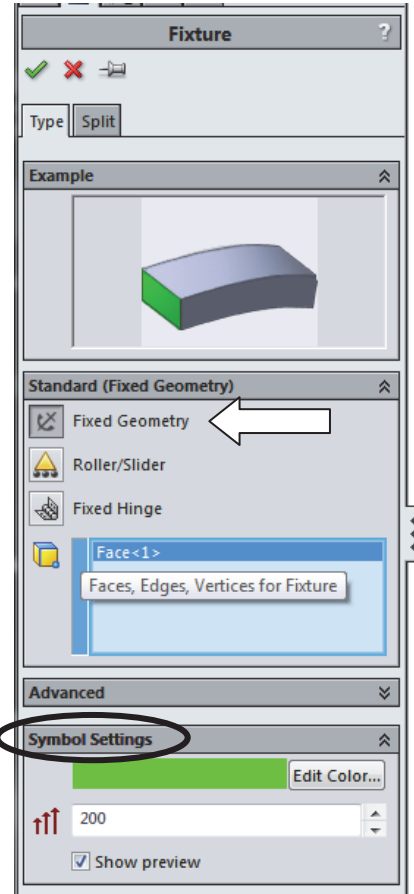 Fixture ?
Type Split
Example
Standard (Fixed Geometry)
Fixed Geometry
Roller/Slider
Fixed Hinge
Face<1>
Faces, Edges, Vertices for Fixture
Advanced
Symbol Settings
Edit Color...
200
Show preview